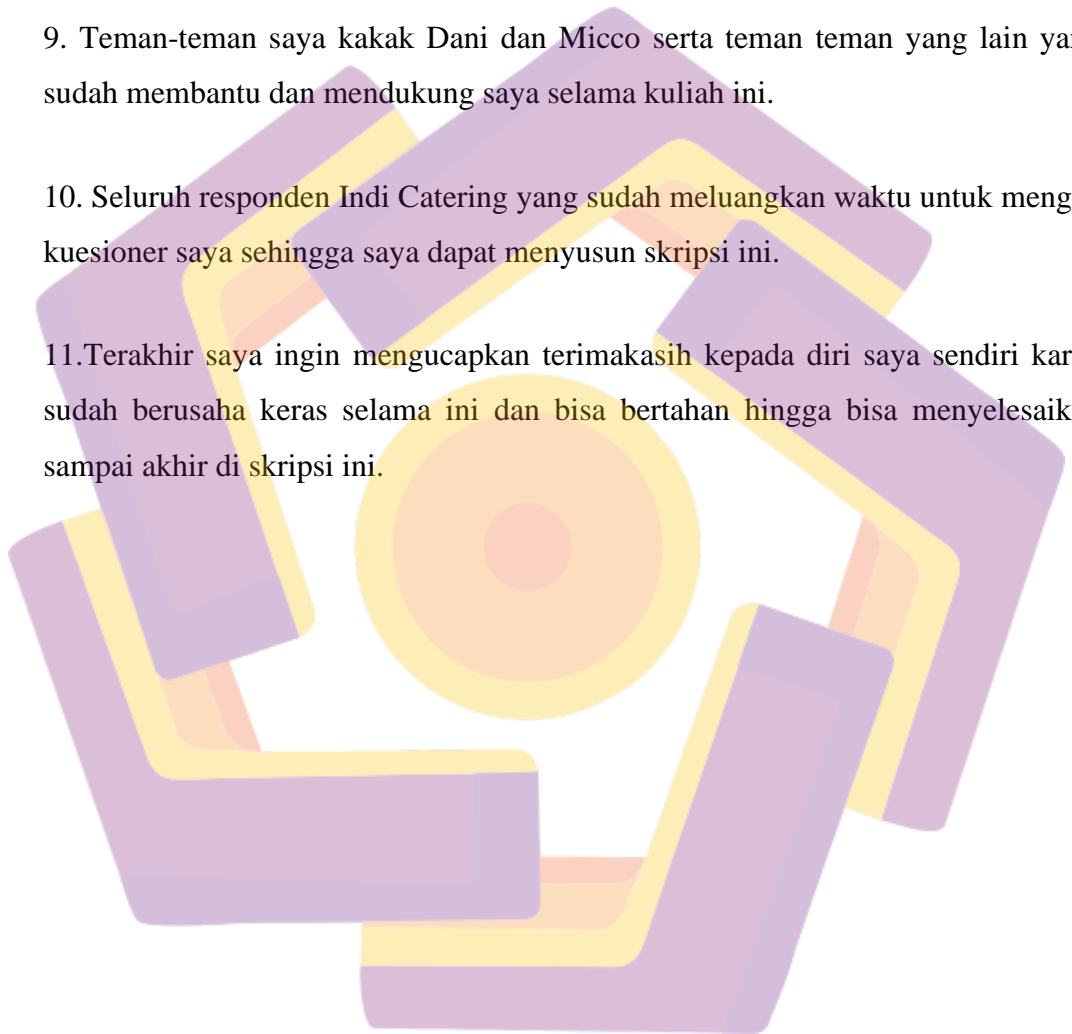 9. Teman-teman saya kakak Dani dan Micco serta teman teman yang lain yan
sudah membantu dan mendukung saya selama kuliah ini.
10. Seluruh responden Indi Catering yang sudah meluangkan waktu untuk meng
kuesioner saya sehingga saya dapat menyusun skripsi ini.
11.Terakhir saya ingin mengucapkan terimakasih kepada diri saya sendiri kar
sudah berusaha keras selama ini dan bisa bertahan hingga bisa menyelesaik
sampai akhir di skripsi ini.